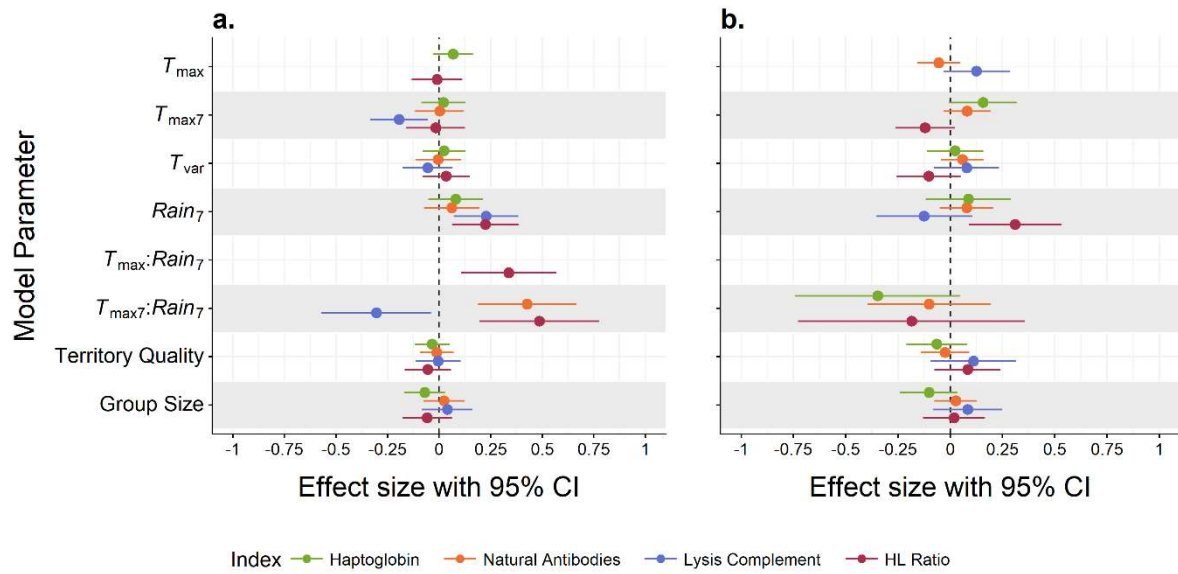 a. b.
Model Parameter
Tmax
Tmax7
Tvar
Rain7
Tmax:Rain7
Tmax7:Rain7
Territory Quality
Group Size
-1 -0.75 -0.5 -0.25 0 0.25 0.5 0.75 1 -1 -0.75 -0.5 -0.25 0 0.25 0.5 0.75 1
Effect size with 95% CI Effect size with 95% CI
Index Haptoglobin Natural Antibodies Lysis Complement HL Ratio